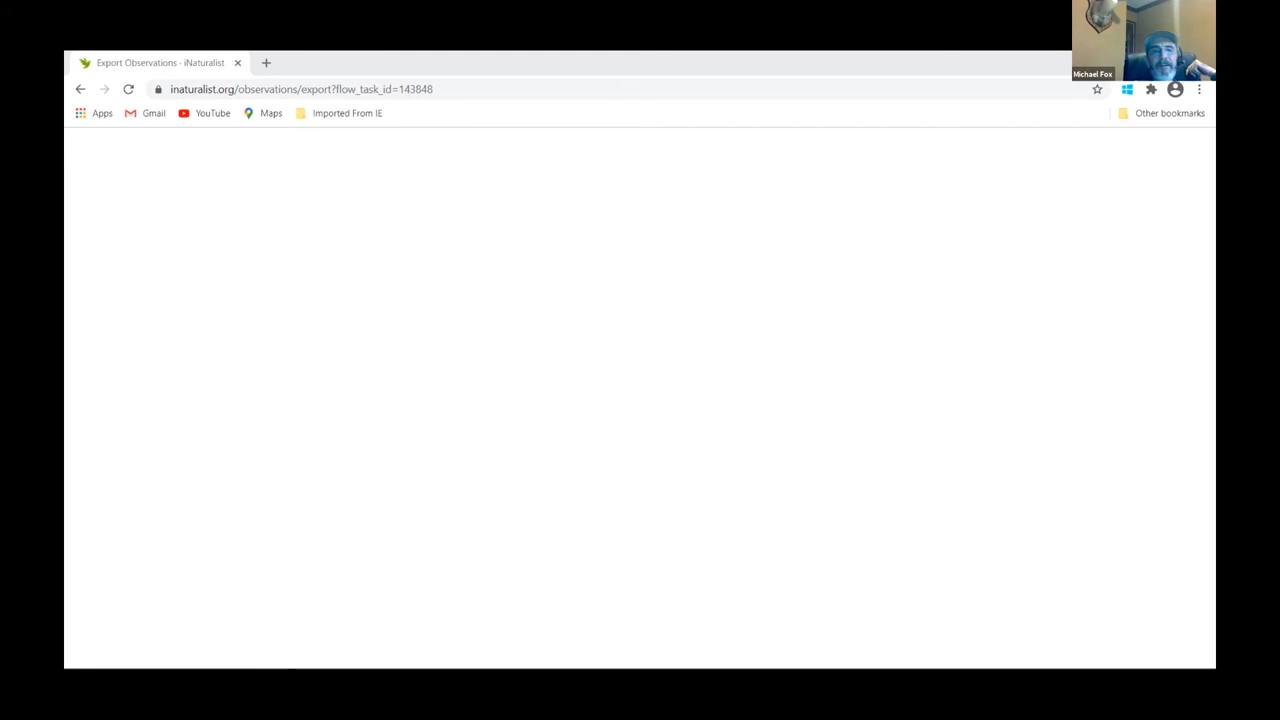 Export Observations · iNaturalist
inaturalist.org/observations/export?flow_task_id=143848
Apps Gmail YouTube Maps Imported From IE Other bookmarks
Michael Fox